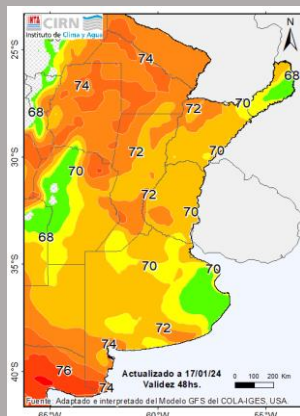 INTA CIRN
Instituto de Clima y Agua
N
25°S
30°S
35°S
40°S
74
68
74
70
72
68
70
72
70
72
70
68
70
70
74
72
76
74
Actualizado a 17/01/24
Validez 48hs.
0 100 200
Km
Fuente: Adaptado e interpretado del Modelo GFS del COLA-IGES, USA.
65°W
60°W
55°W